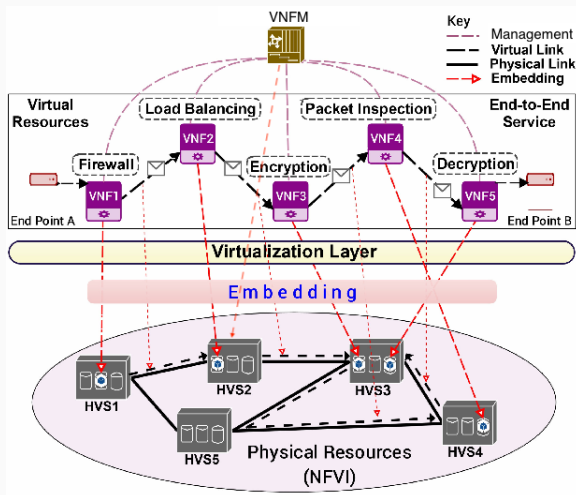 VNFM
Key
Management
Virtual Link
Physical Link
Embedding
Virtual
Resources
Load Balancing
Packet Inspection
End-to-End
Service
VNF2
VNF4
Firewall
Encryption
Decryption
VNF1
VNF3
VNF5
End Point A
End Point B
Virtualization Layer
Embedding
HVS1
HVS2
HVS3
HVS5
HVS4
Physical Resources
(NFVI)